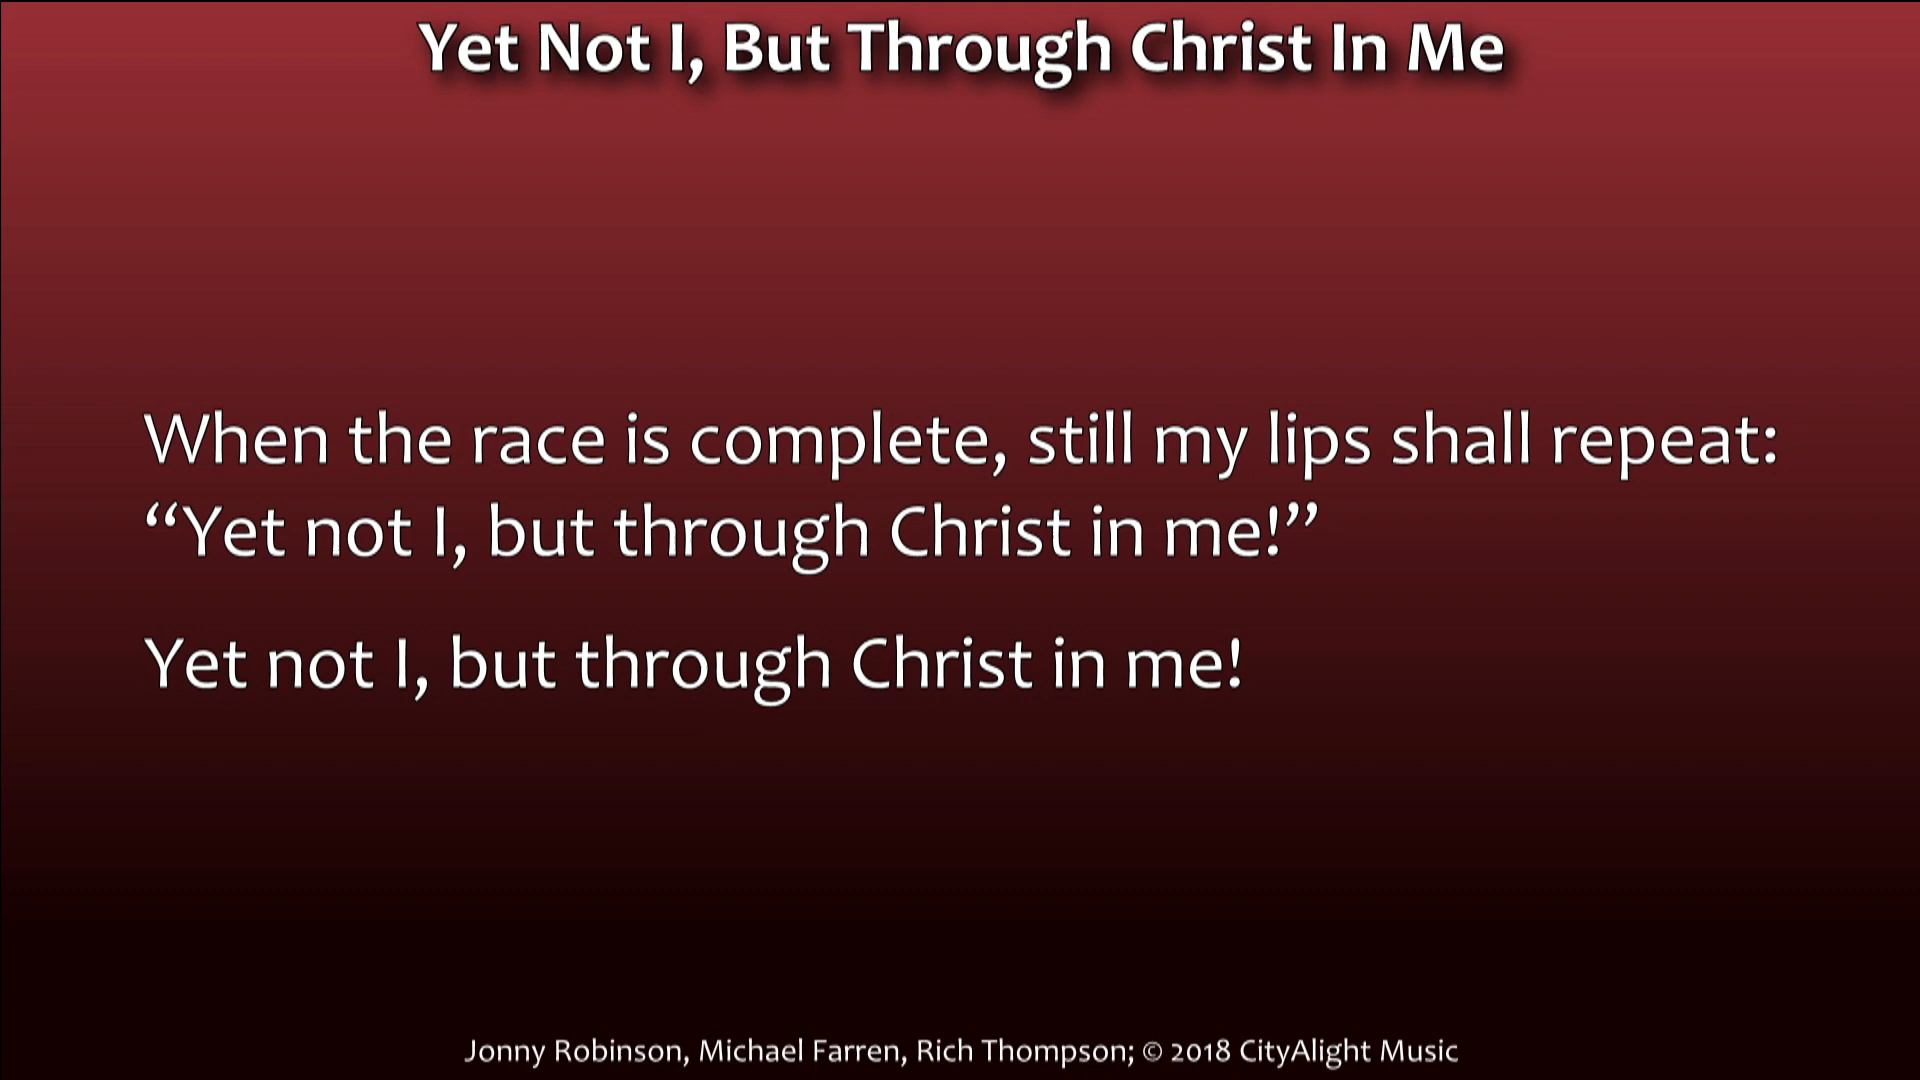 Yet Not I, But Through Christ In Me
When the race is complete, still my lips shall repeat:
“Yet not I, but through Christ in me!”
Yet not I, but through Christ in me!
Jonny Robinson, Michael Farren, Rich Thompson; © 2018 CityAlight Music